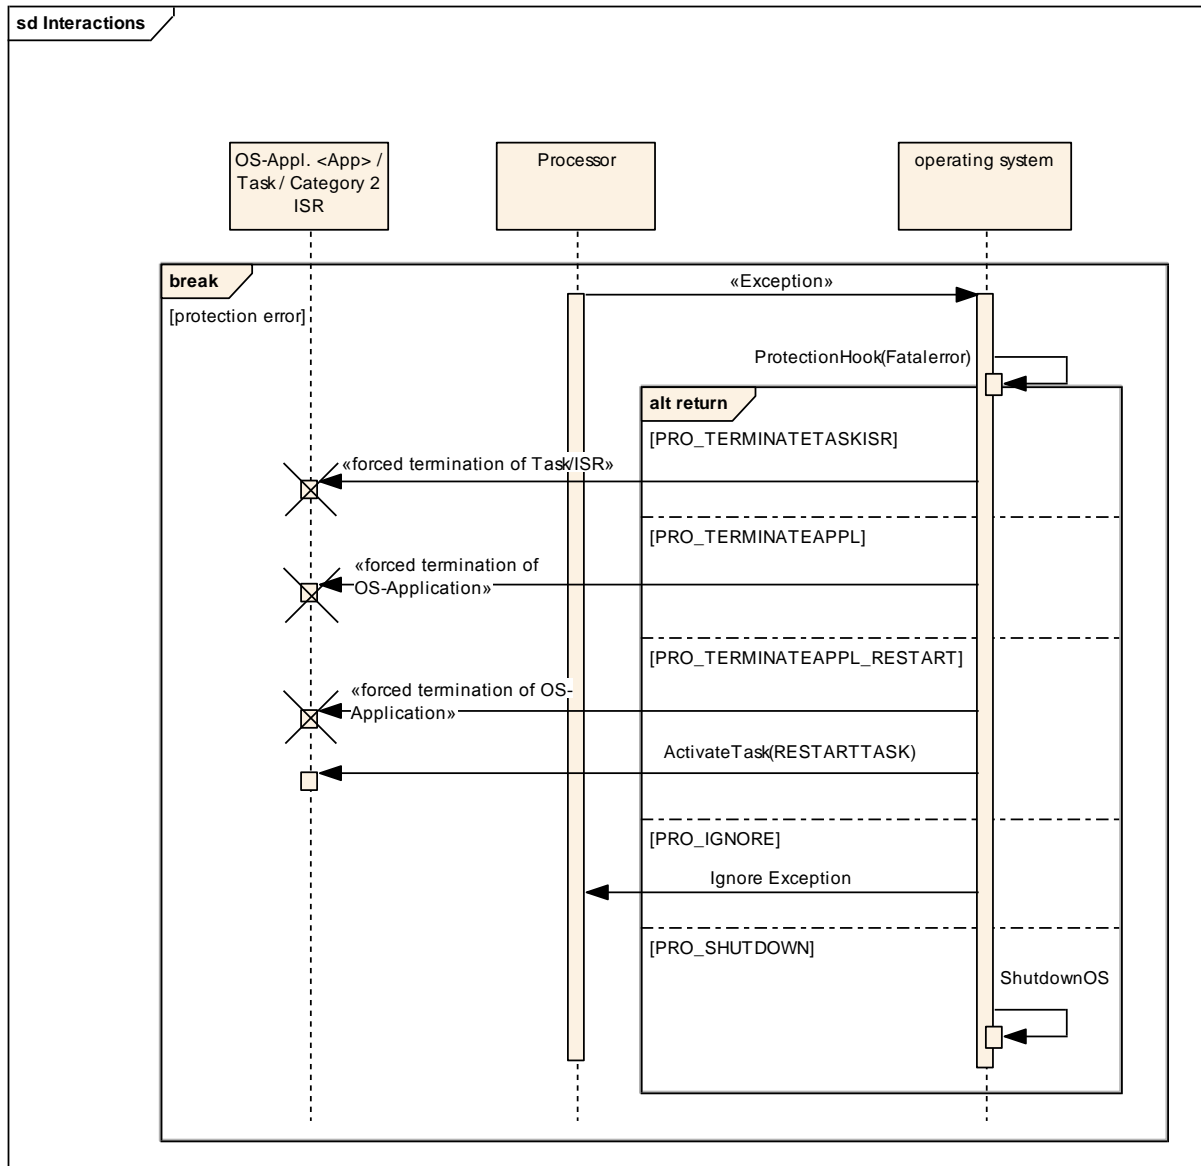 sd Interactions
OS-Appl. <App> /
Task / Category 2
ISR
Processor
operating system
break
«Exception»
[protection error]
ProtectionHook(Fatalerror)
alt return
[PRO_TERMINATETASKISR]
«forced termination of Task/ISR»
[PRO_TERMINATEAPPL]
«forced termination of
OS-Application»
[PRO_TERMINATEAPPL_RESTART]
«forced termination of OS-
Application»
ActivateTask(RESTARTTASK)
[PRO_IGNORE]
Ignore Exception
[PRO_SHUTDOWN]
ShutdownOS